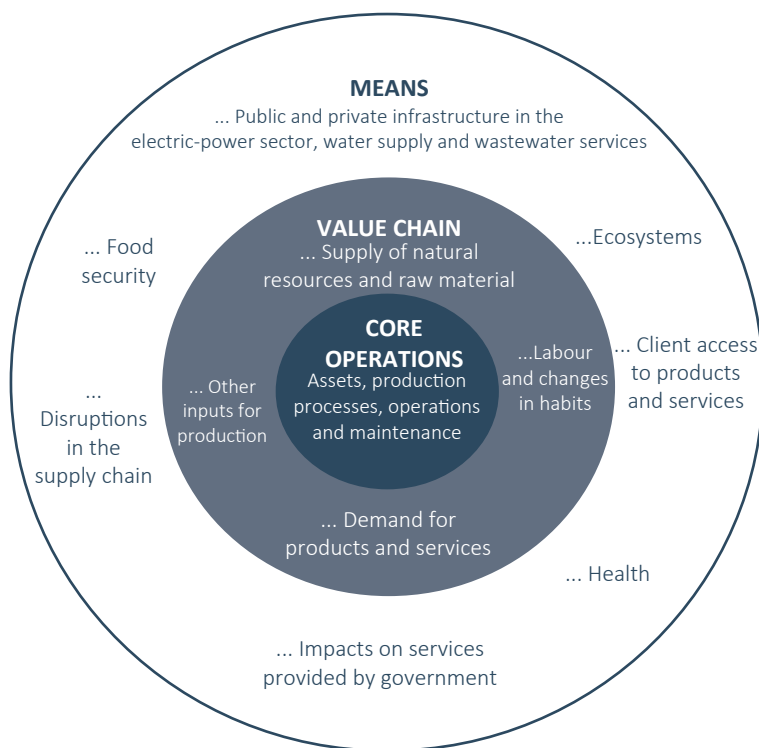 MEANS
... Public and private infrastructure in the
electric-power sector, water supply and wastewater services
... Food
security
...Ecosystems
VALUE CHAIN
... Supply of natural
resources and raw material
CORE
OPERATIONS
Assets, production
processes, operations
and maintenance
... Other
inputs for
production
...Labour
and changes
in habits
... Client access
to products
and services
...
Disruptions
in the
supply chain
... Demand for
products and services
... Health
... Impacts on services
provided by government